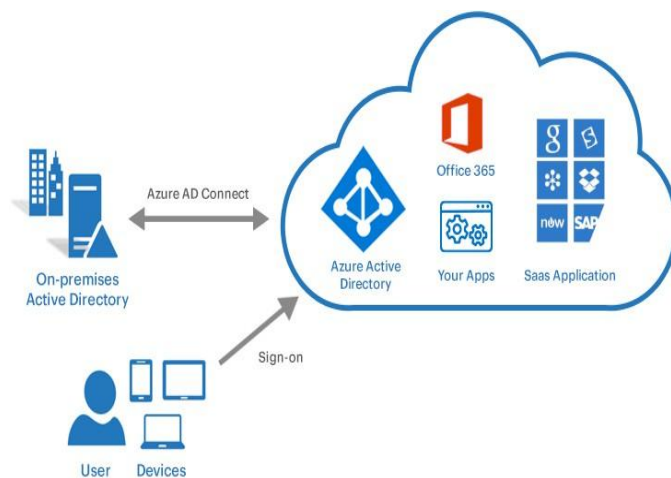 Office 365
Azure AD Connect
On-premises
Active Directory
Azure Active
Directory
Your Apps
Saas Application
g
now
SAP
Sign-on
User
Devices